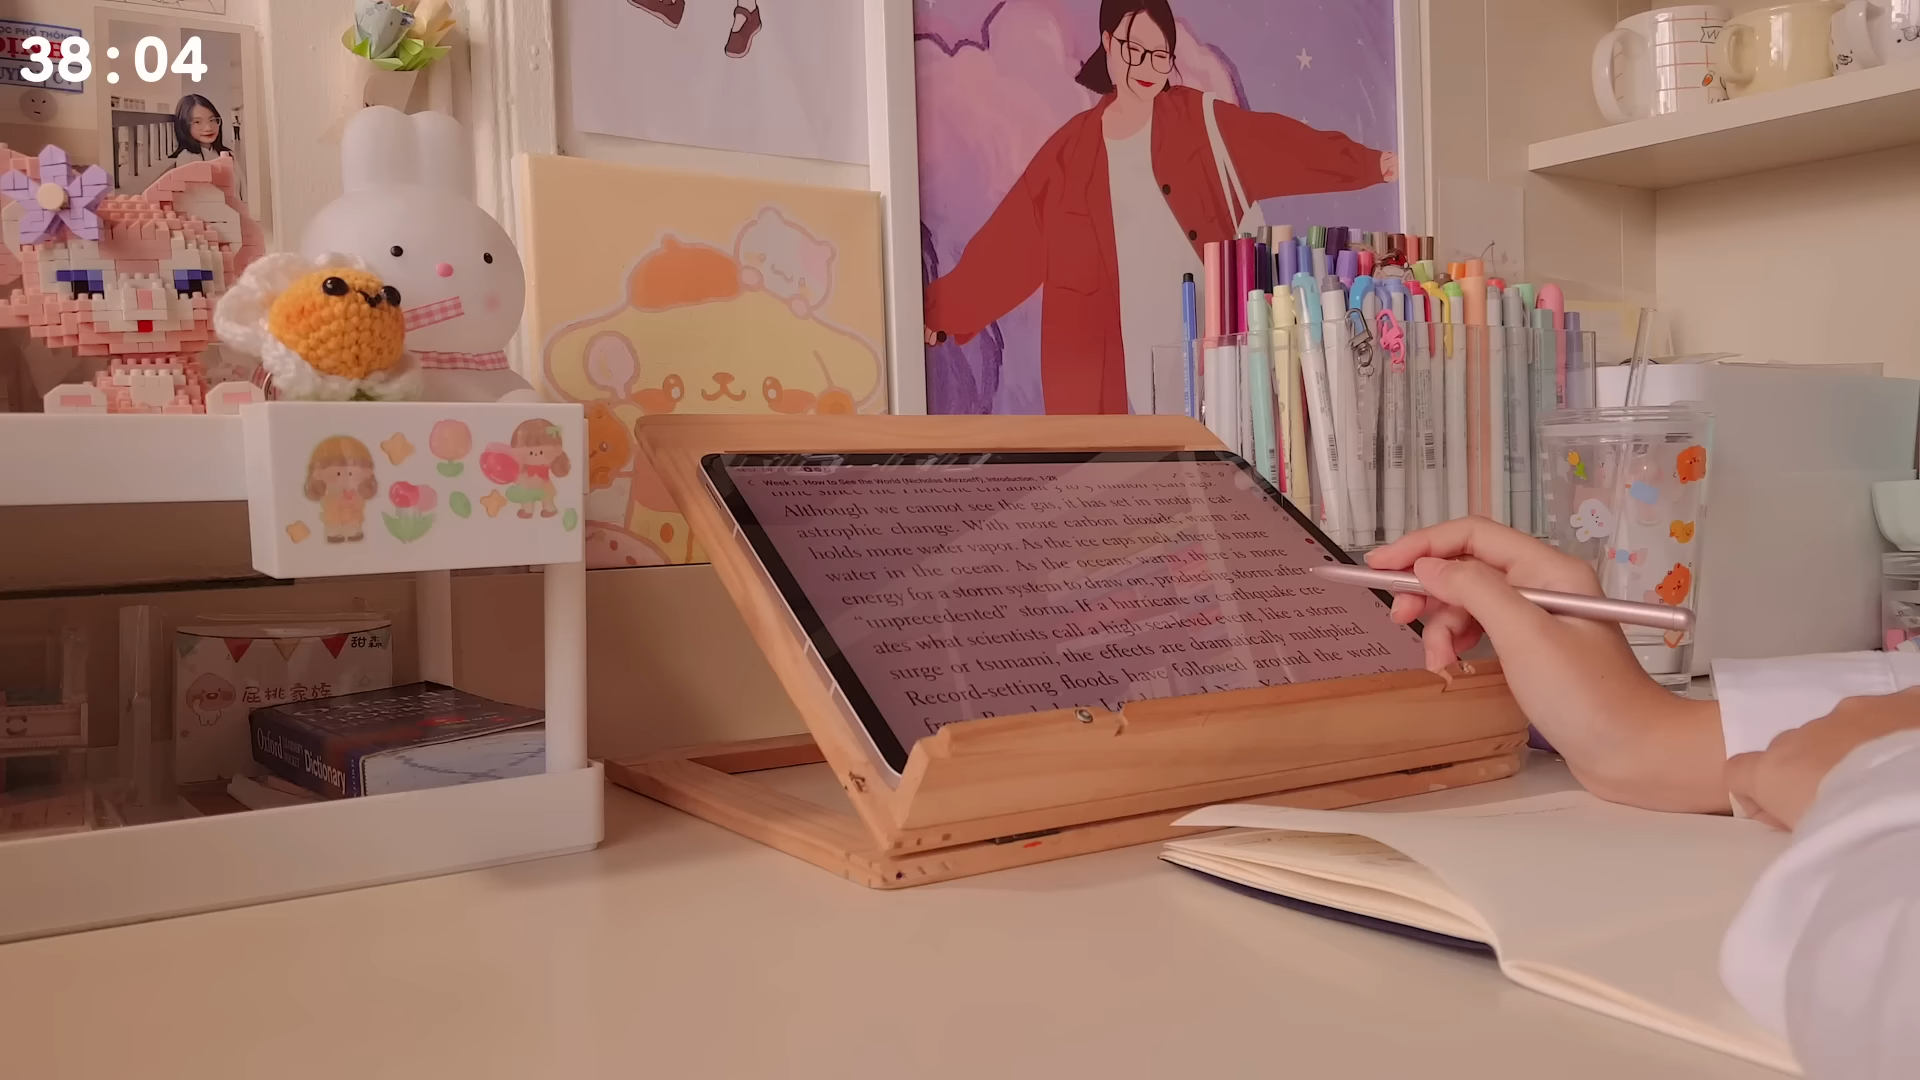 38:04
Week 1. How to See the World (Nicholas Mirzoeff), Introduction, 1-28
Although we cannot see the gas, it has set in motion cat-
astrophic change. With more carbon dioxide, warm air
holds more water vapor. As the ice caps melt, there is more
water in the ocean. As the oceans warm, there is more
energy for a storm system to draw on, producing storm after
“unprecedented” storm. If a hurricane or earthquake cre-
ates what scientists call a high sea-level event, like a storm
surge or tsunami, the effects are dramatically multiplied.
Record-setting floods have followed around the world
甜
屁桃家族
Oxford
Dictionary